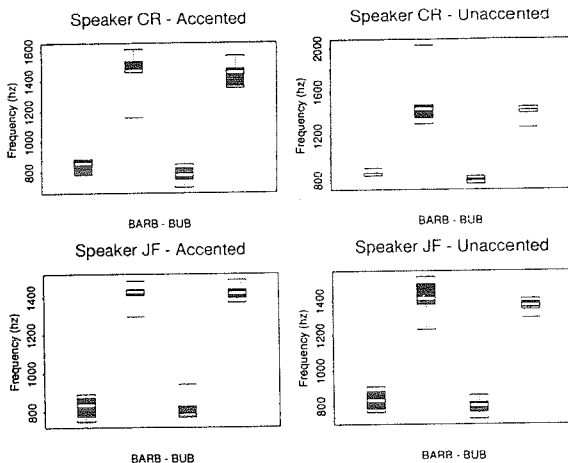 Speaker CR - Accented
Frequency (hz)
1600
1400
1200
1000
800
BARB - BUB
Speaker CR - Unaccented
Frequency (hz)
2000
1600
1200
800
BARB - BUB
Speaker JF - Accented
Frequency (hz)
1400
1200
1000
800
BARB - BUB
Speaker JF - Unaccented
Frequency (hz)
1400
1200
1000
800
BARB - BUB